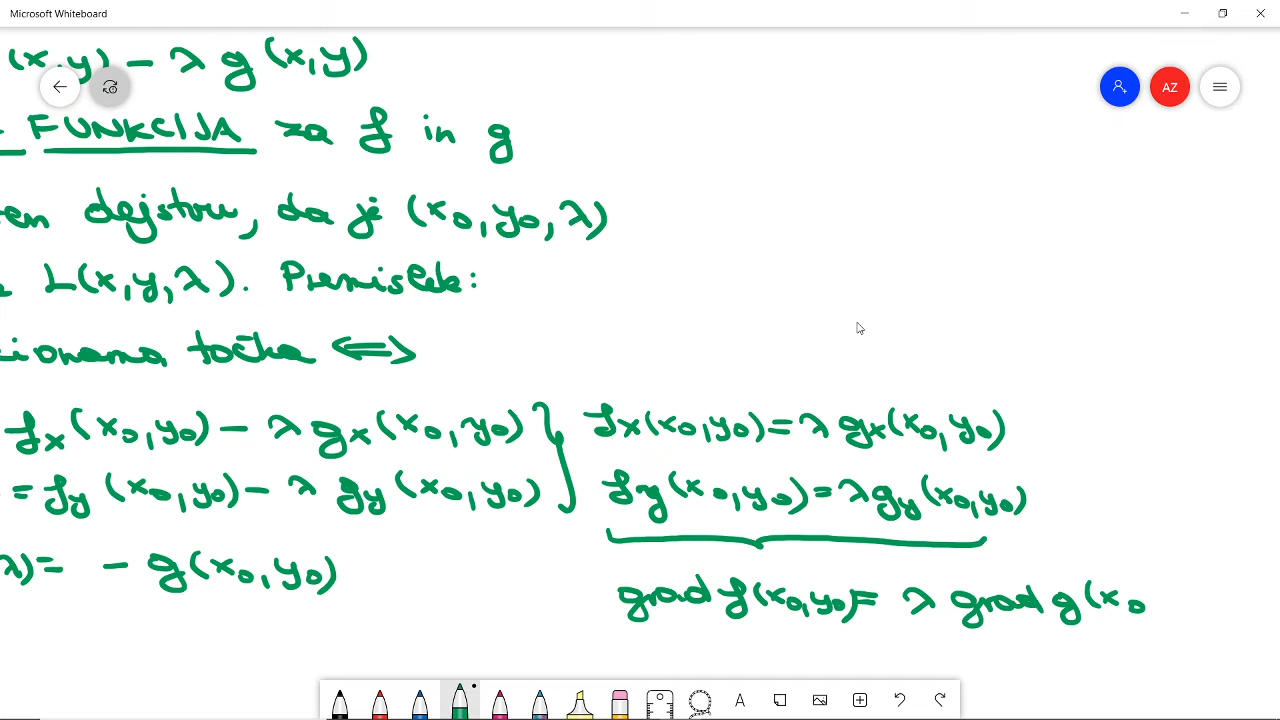 Microsoft Whiteboard
(x,y) - λ g(x,y)
AZ
FUNKCIJA za f in g
dejstvu, da je (x₀,y₀,λ)
L(x,y,λ). Premislek:
točka ⟺
fx(x₀,y₀) - λ gx(x₀,y₀) } fx(x₀,y₀) = λ gx(x₀,y₀)
= fy(x₀,y₀) - λ gy(x₀,y₀) fy(x₀,y₀) = λ gy(x₀,y₀)
λ) = - g(x₀,y₀)
grad f(x₀,y₀) = λ grad g(x₀
A